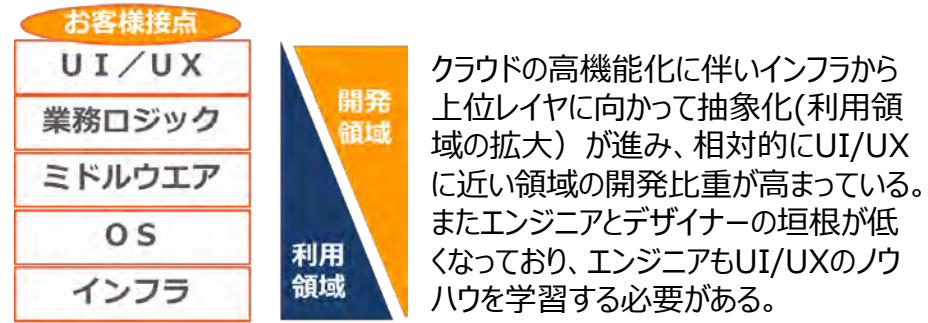 お客様接点
UI／UX
業務ロジック
ミドルウエア
OS
インフラ
開発
領域
利用
領域
クラウドの高機能化に伴いインフラから
上位レイヤに向かって抽象化(利用領
域の拡大）が進み、相対的にUI/UX
に近い領域の開発比重が高まっている。
またエンジニアとデザイナーの垣根が低
くなっており、エンジニアもUI/UXのノウ
ハウを学習する必要がある。